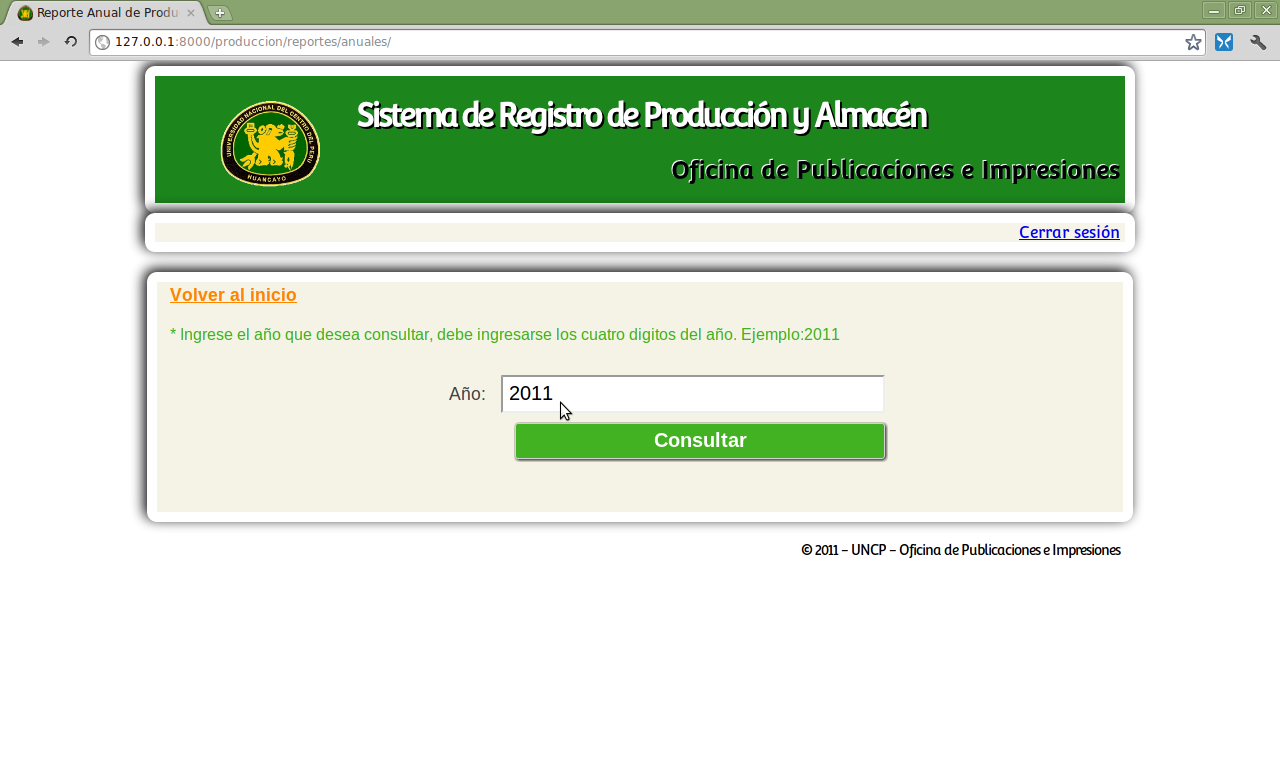 Reporte Anual de Produ
127.0.0.1:8000/produccion/reportes/anuales/
UNIVERSIDAD NACIONAL DEL CENTRO DEL PERU
HUANCAYO
Sistema de Registro de Producción y Almacén
Oficina de Publicaciones e Impresiones
Cerrar sesión
Volver al inicio
* Ingrese el año que desea consultar, debe ingresarse los cuatro digitos del año. Ejemplo:2011
Año: 2011
Consultar
© 2011 – UNCP – Oficina de Publicaciones e Impresiones